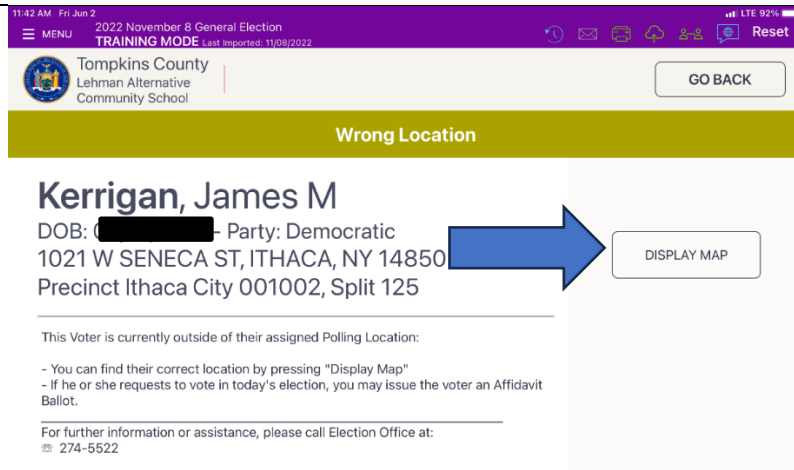 11:42 AM Fri Jun 2
LTE 92%
MENU
2022 November 8 General Election
TRAINING MODE Last Imported: 11/08/2022
Reset
Tompkins County
Lehman Alternative
Community School
GO BACK
Wrong Location
Kerrigan, James M
DOB: - Party: Democratic
1021 W SENECA ST, ITHACA, NY 14850
Precinct Ithaca City 001002, Split 125
DISPLAY MAP
This Voter is currently outside of their assigned Polling Location:
- You can find their correct location by pressing "Display Map"
- If he or she requests to vote in today's election, you may issue the voter an Affidavit
Ballot.
For further information or assistance, please call Election Office at:
☏ 274-5522